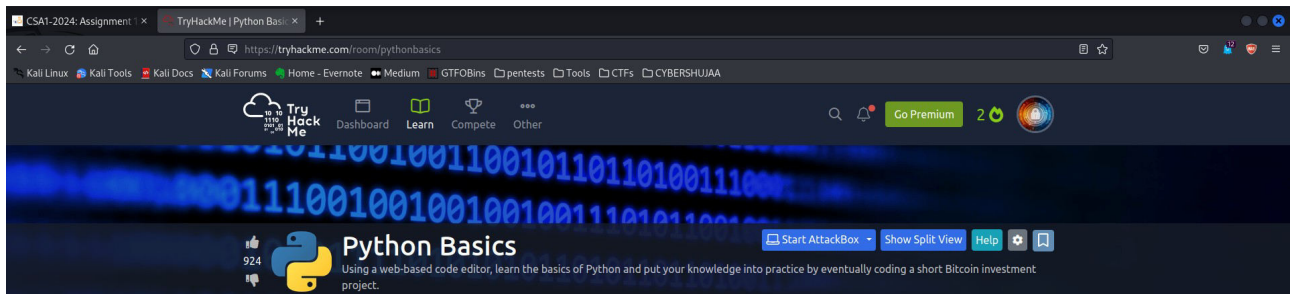 CSA1-2024: Assignment 1
TryHackMe | Python Basic
https://tryhackme.com/room/pythonbasics
Kali Linux Kali Tools Kali Docs Kali Forums Home - Evernote Medium GTFOBins pentests Tools CTFs CYBERSHUJAA
Try
Hack
Me
Dashboard Learn Compete Other
Go Premium 2
924
Python Basics
Start AttackBox Show Split View Help
Using a web-based code editor, learn the basics of Python and put your knowledge into practice by eventually coding a short Bitcoin investment
project.